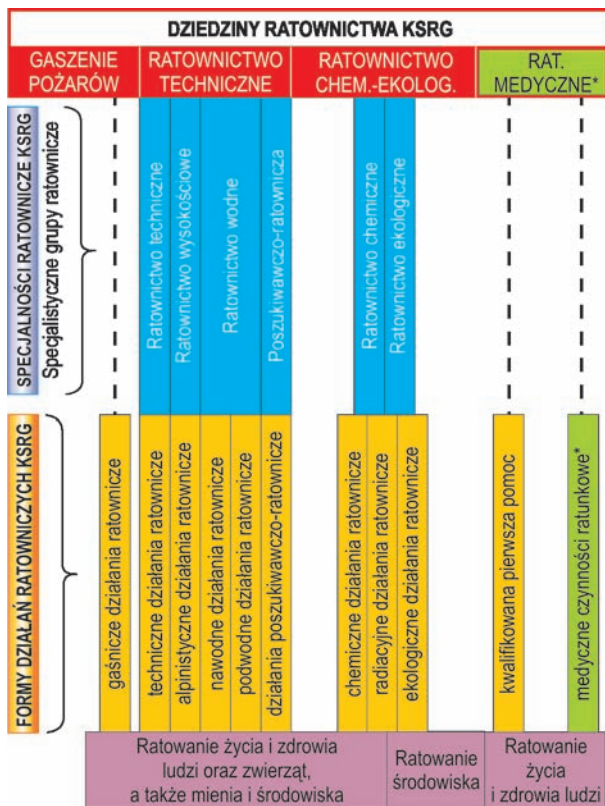 DZIEDZINY RATOWNICTWA KSRG
GASZENIE
POŻARÓW
RATOWNICTWO
TECHNICZNE
RATOWNICTWO
CHEM.-EKOLOG.
RAT.
MEDYCZNE*
SPECJALNOŚCI RATOWNICZE KSRG
Specjalistyczne grupy ratownicze
Ratownictwo techniczne
Ratownictwo wysokościowe
Ratownictwo wodne
Poszukiwawczo-ratownicza
Ratownictwo chemiczne
Ratownictwo ekologiczne
FORMY DZIAŁAŃ RATOWNICZYCH KSRG
gaśnicze działania ratownicze
techniczne działania ratownicze
alpinistyczne działania ratownicze
nawodne działania ratownicze
podwodne działania ratownicze
działania poszukiwawczo-ratownicze
chemiczne działania ratownicze
radiacyjne działania ratownicze
ekologiczne działania ratownicze
kwalifikowana pierwsza pomoc
medyczne czynności ratunkowe*
Ratowanie życia i zdrowia
ludzi oraz zwierząt,
a także mienia i środowiska
Ratowanie
środowiska
Ratowanie
życia
i zdrowia ludzi